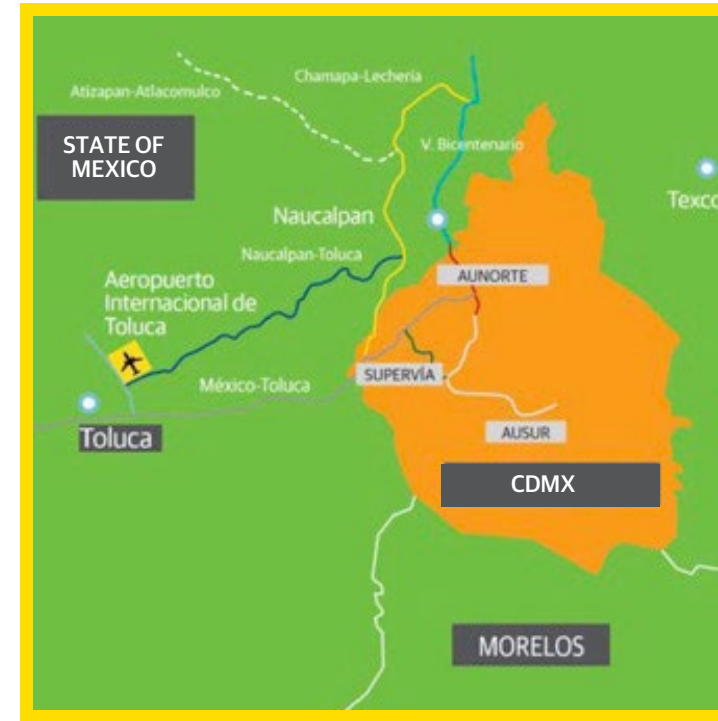 Chamapa-Lechería
Atizapan-Atlacomulco
STATE OF
MEXICO
V. Bicentenario
Texco
Naucalpan
Naucalpan-Toluca
Aeropuerto
Internacional de
Toluca
AUNORTE
SUPERVÍA
México-Toluca
Toluca
AUSUR
CDMX
MORELOS